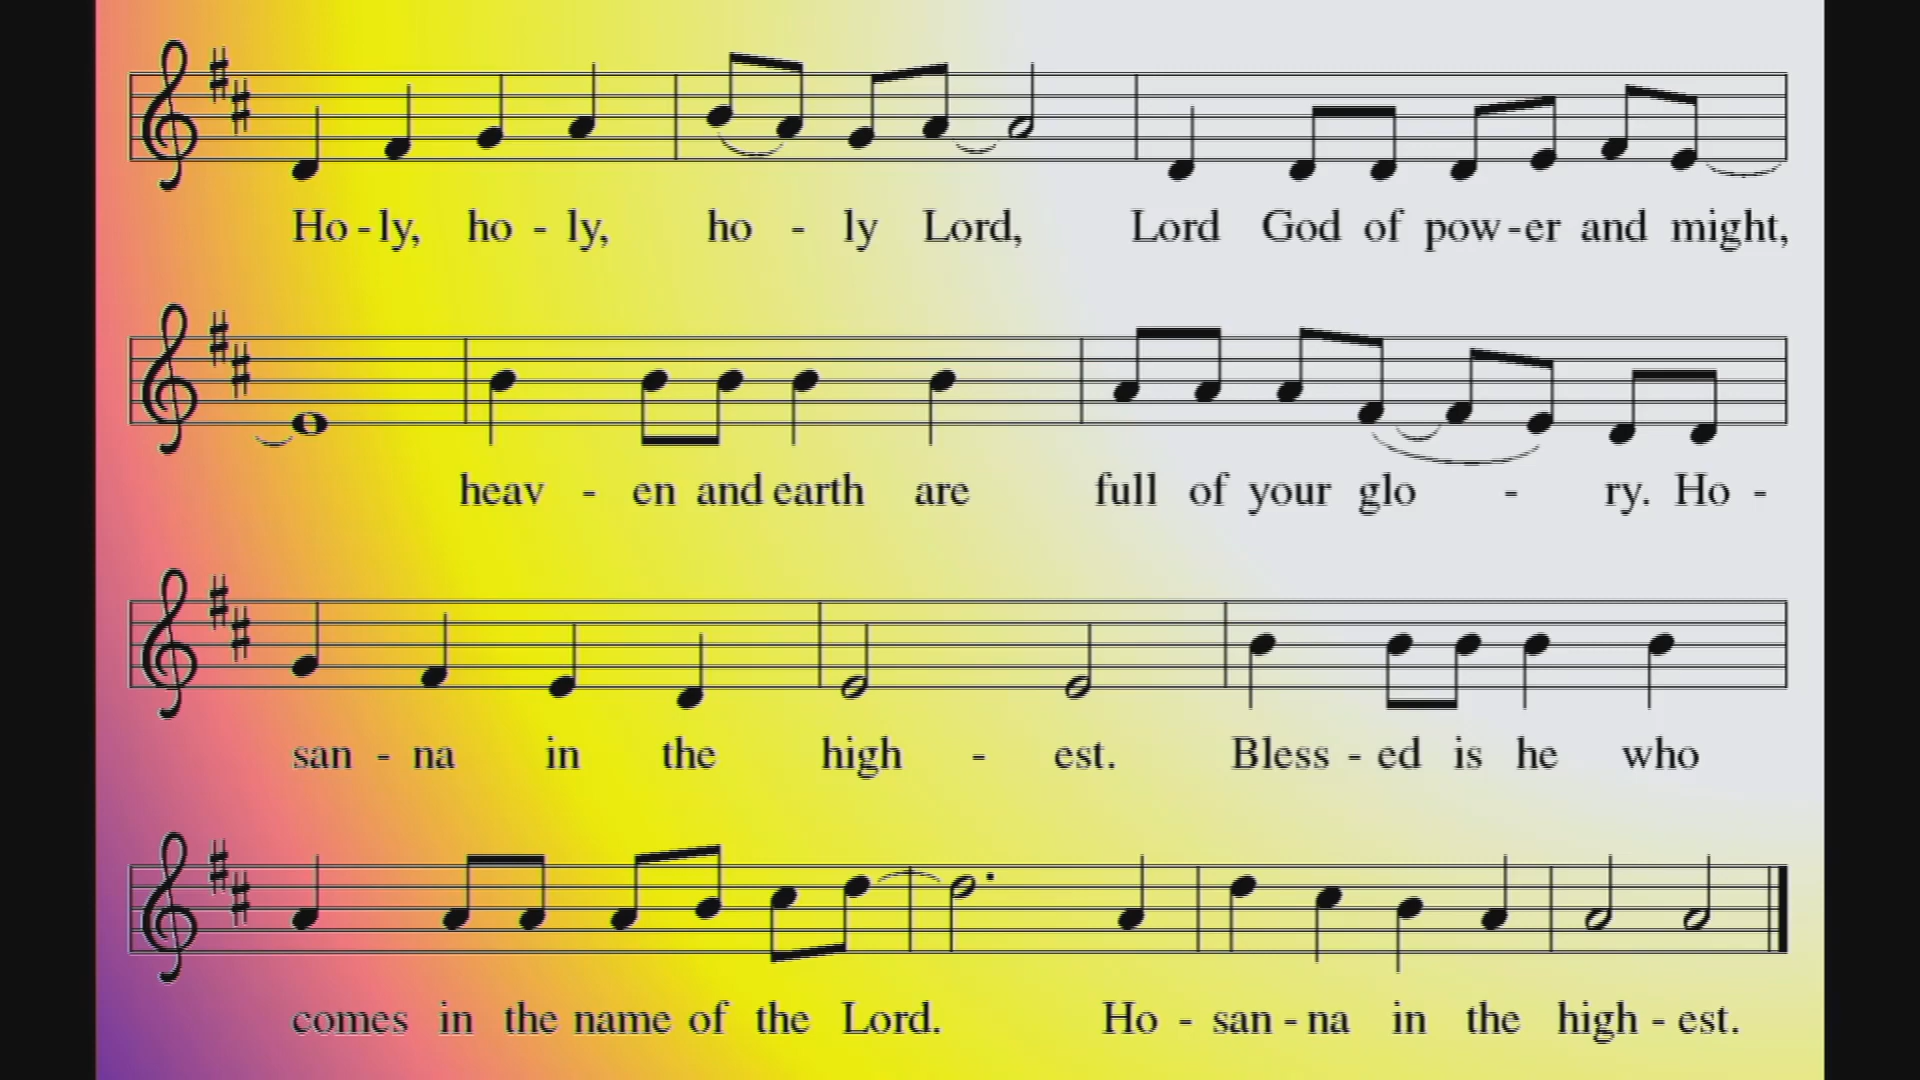 Ho - ly, ho - ly, ho - ly Lord, Lord God of pow - er and might,
heav - en and earth are full of your glo - ry. Ho -
san - na in the high - est. Bless - ed is he who
comes in the name of the Lord. Ho - san - na in the high - est.